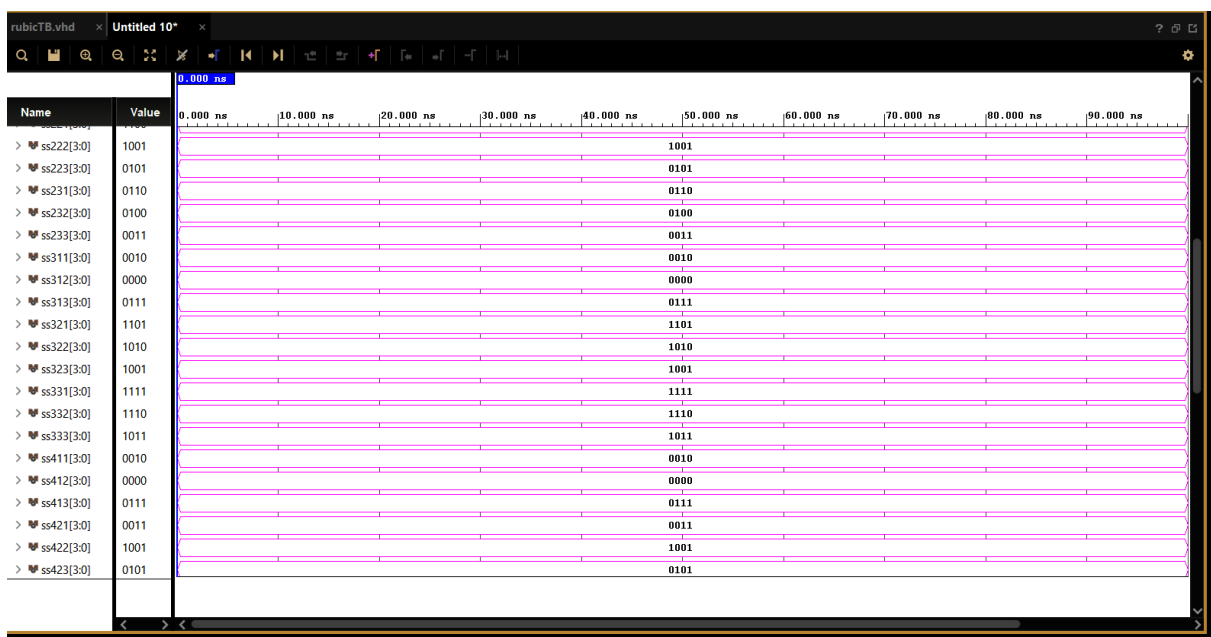 rubicTB.vhd × Untitled 10* × ?
0.000 ns
Name Value 0.000 ns 10.000 ns 20.000 ns 30.000 ns 40.000 ns 50.000 ns 60.000 ns 70.000 ns 80.000 ns 90.000 ns
ss222[3:0] 1001 1001
ss223[3:0] 0101 0101
ss231[3:0] 0110 0110
ss232[3:0] 0100 0100
ss233[3:0] 0011 0011
ss311[3:0] 0010 0010
ss312[3:0] 0000 0000
ss313[3:0] 0111 0111
ss321[3:0] 1101 1101
ss322[3:0] 1010 1010
ss323[3:0] 1001 1001
ss331[3:0] 1111 1111
ss332[3:0] 1110 1110
ss333[3:0] 1011 1011
ss411[3:0] 0010 0010
ss412[3:0] 0000 0000
ss413[3:0] 0111 0111
ss421[3:0] 0011 0011
ss422[3:0] 1001 1001
ss423[3:0] 0101 0101